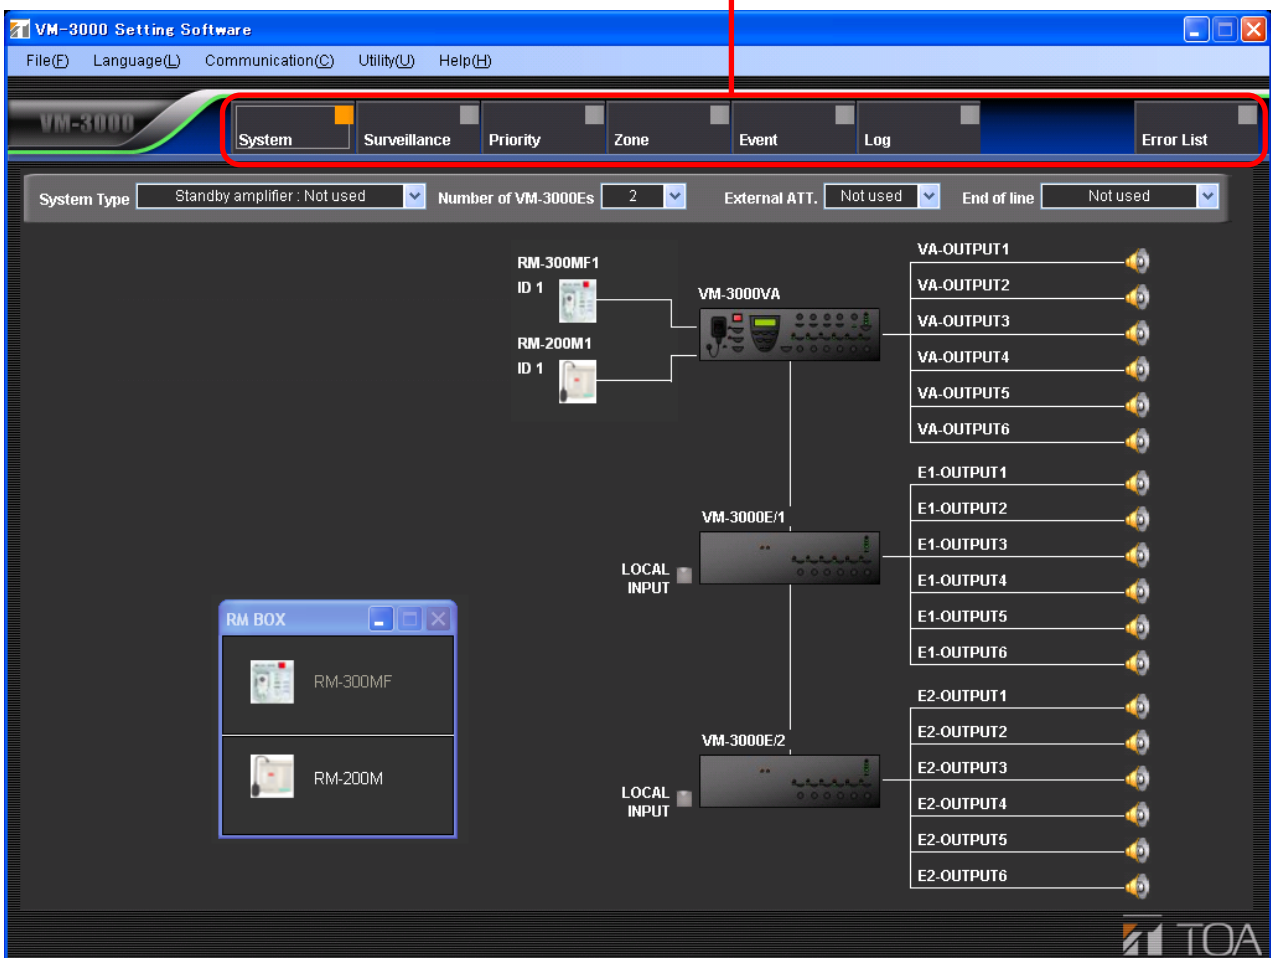 VM-3000 Setting Software
File(F) Language(L) Communication(C) Utility(U) Help(H)
VM-3000
System Surveillance Priority Zone Event Log Error List
System Type Standby amplifier : Not used Number of VM-3000Es 2 External ATT. Not used End of line Not used
RM-300MF1
ID 1
RM-200M1
ID 1
VM-3000VA
VA-OUTPUT1
VA-OUTPUT2
VA-OUTPUT3
VA-OUTPUT4
VA-OUTPUT5
VA-OUTPUT6
VM-3000E/1
LOCAL
INPUT
E1-OUTPUT1
E1-OUTPUT2
E1-OUTPUT3
E1-OUTPUT4
E1-OUTPUT5
E1-OUTPUT6
RM BOX
RM-300MF
RM-200M
VM-3000E/2
LOCAL
INPUT
E2-OUTPUT1
E2-OUTPUT2
E2-OUTPUT3
E2-OUTPUT4
E2-OUTPUT5
E2-OUTPUT6
TOA